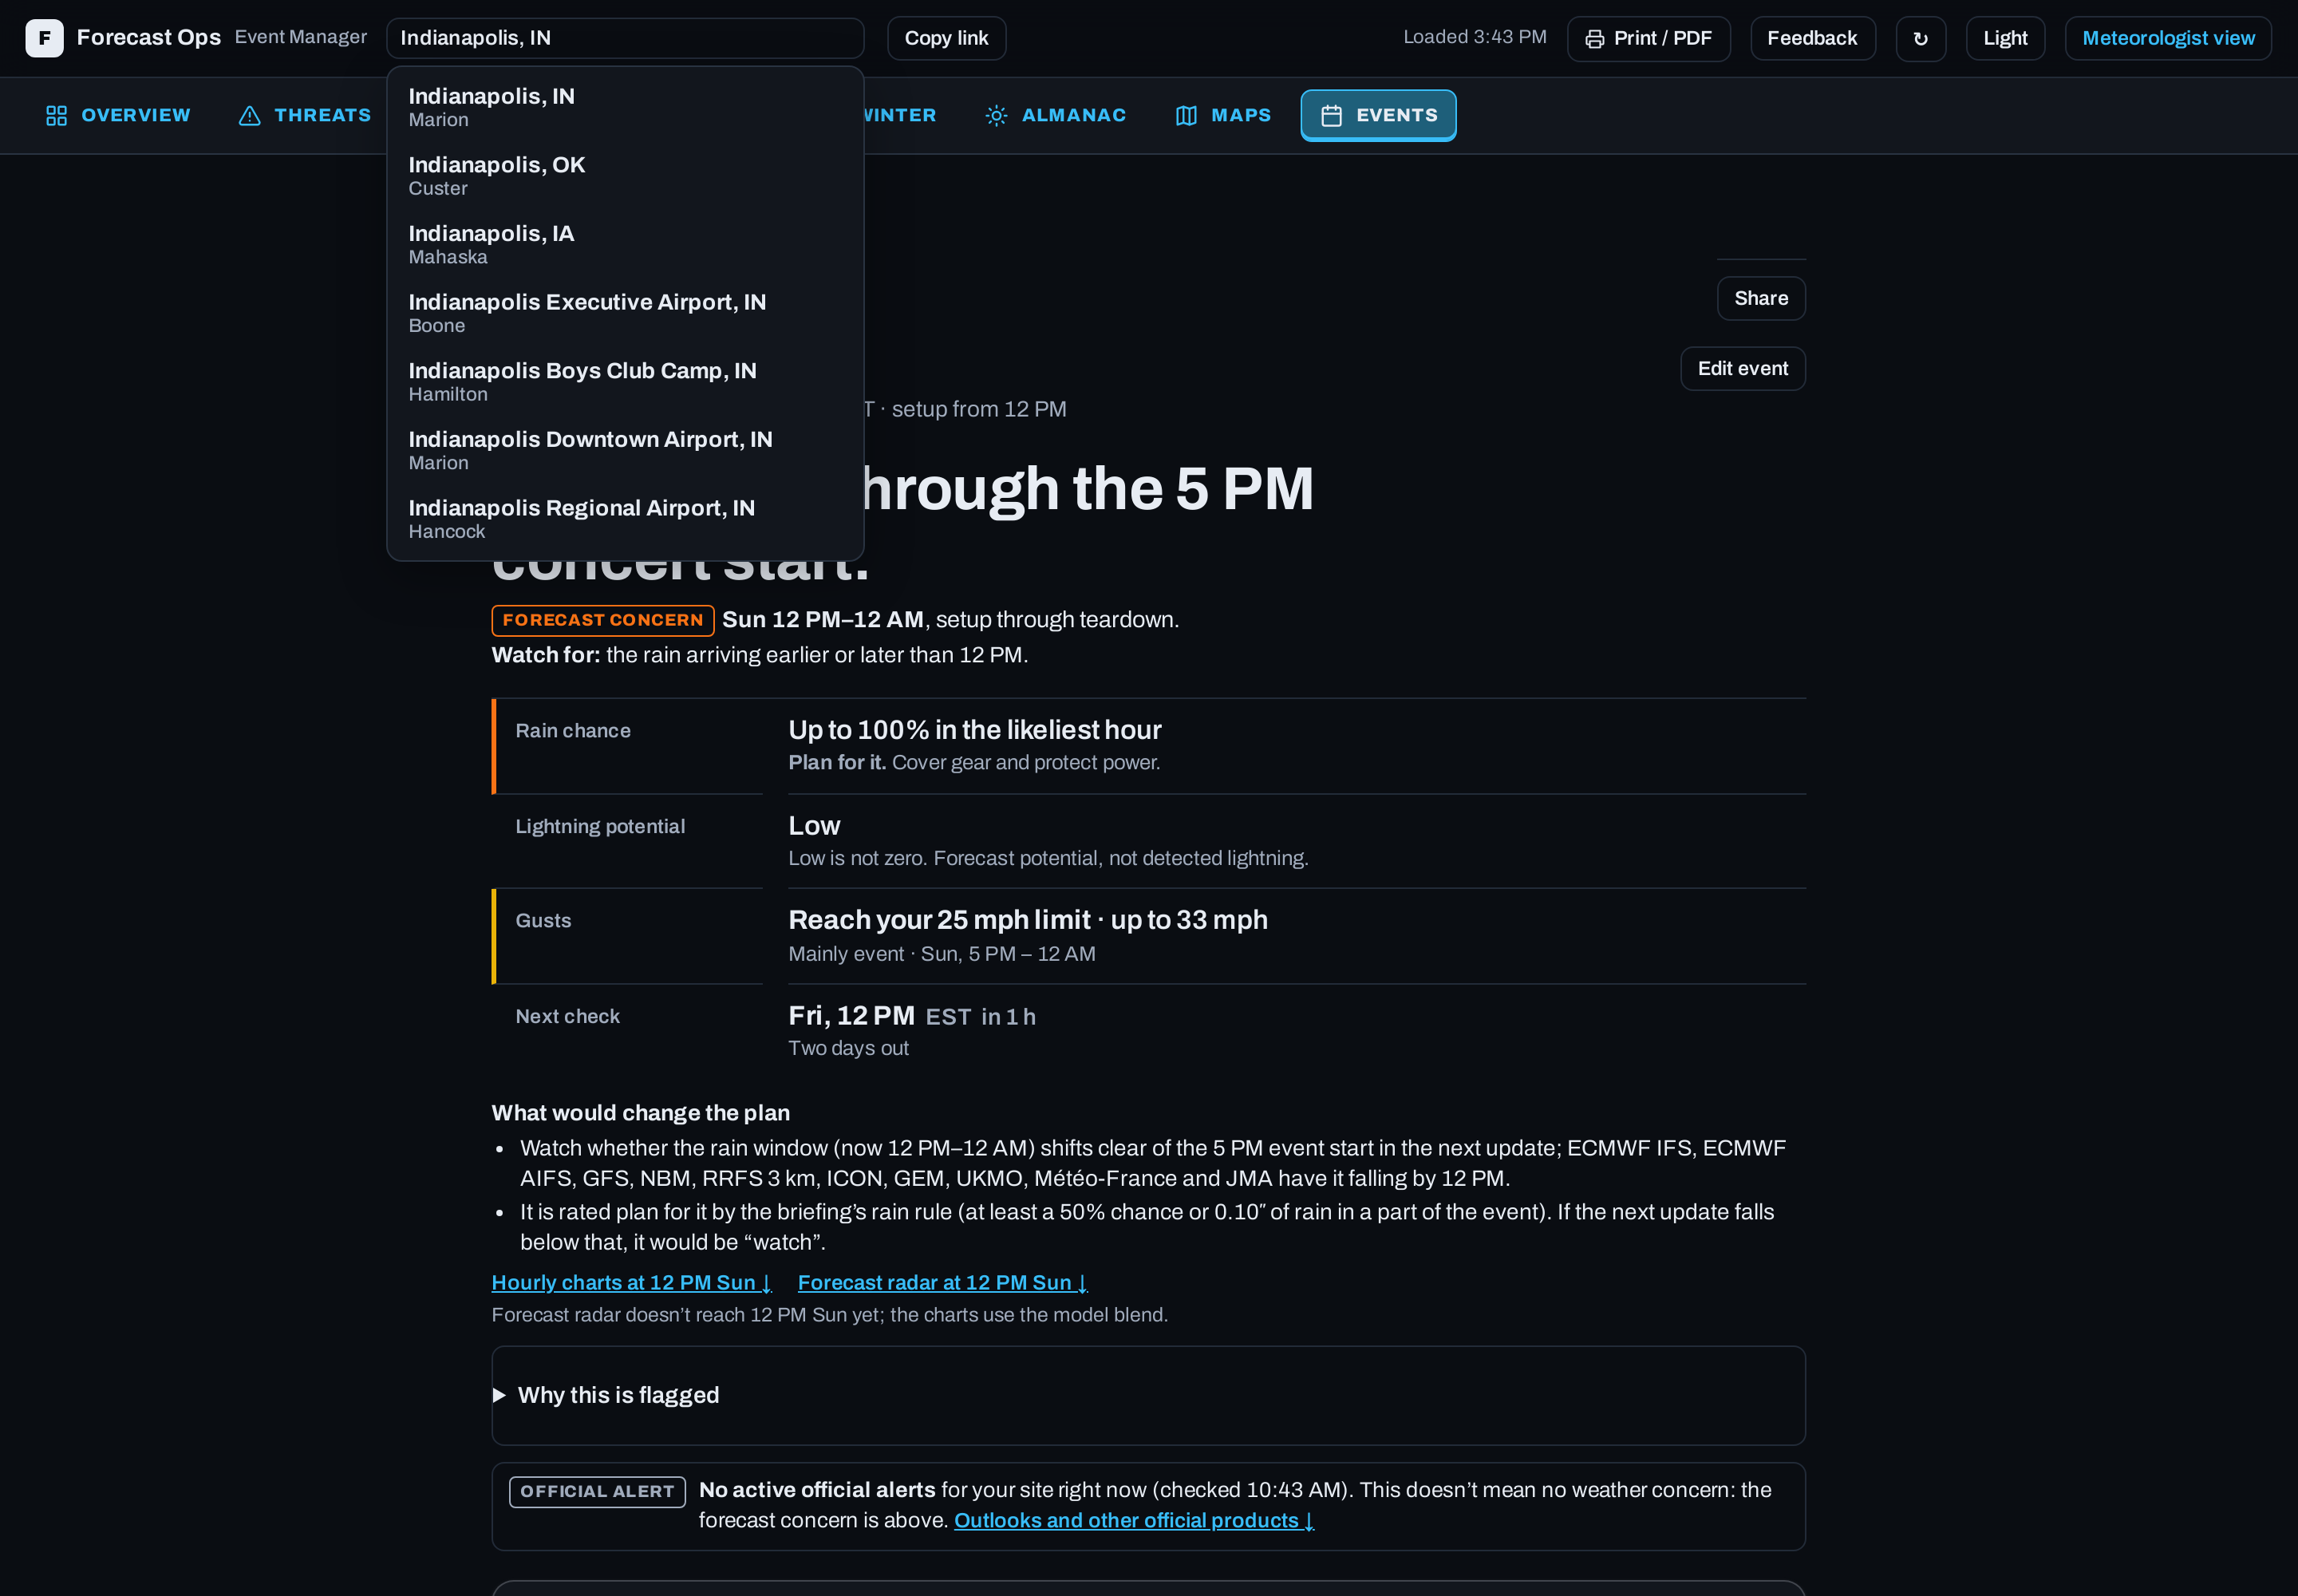 F Forecast Ops Event Manager Indianapolis, IN Copy link Loaded 3:43 PM Print / PDF Feedback ↻ Light Meteorologist view
OVERVIEW THREATS WINTER ALMANAC MAPS EVENTS
Indianapolis, IN
Marion
Indianapolis, OK
Custer
Indianapolis, IA
Mahaska
Indianapolis Executive Airport, IN
Boone
Indianapolis Boys Club Camp, IN
Hamilton
Indianapolis Downtown Airport, IN
Marion
Indianapolis Regional Airport, IN
Hancock
Share
Edit event
T · setup from 12 PM
hrough the 5 PM
concert start.
FORECAST CONCERN Sun 12 PM–12 AM, setup through teardown.
Watch for: the rain arriving earlier or later than 12 PM.
Rain chance
Up to 100% in the likeliest hour
Plan for it. Cover gear and protect power.
Lightning potential
Low
Low is not zero. Forecast potential, not detected lightning.
Gusts
Reach your 25 mph limit · up to 33 mph
Mainly event · Sun, 5 PM – 12 AM
Next check
Fri, 12 PM EST in 1 h
Two days out
What would change the plan
• Watch whether the rain window (now 12 PM–12 AM) shifts clear of the 5 PM event start in the next update; ECMWF IFS, ECMWF
AIFS, GFS, NBM, RRFS 3 km, ICON, GEM, UKMO, Météo-France and JMA have it falling by 12 PM.
• It is rated plan for it by the briefing’s rain rule (at least a 50% chance or 0.10″ of rain in a part of the event). If the next update falls
below that, it would be “watch”.
Hourly charts at 12 PM Sun ↓ Forecast radar at 12 PM Sun ↓
Forecast radar doesn’t reach 12 PM Sun yet; the charts use the model blend.
▶ Why this is flagged
OFFICIAL ALERT No active official alerts for your site right now (checked 10:43 AM). This doesn’t mean no weather concern: the
forecast concern is above. Outlooks and other official products ↓